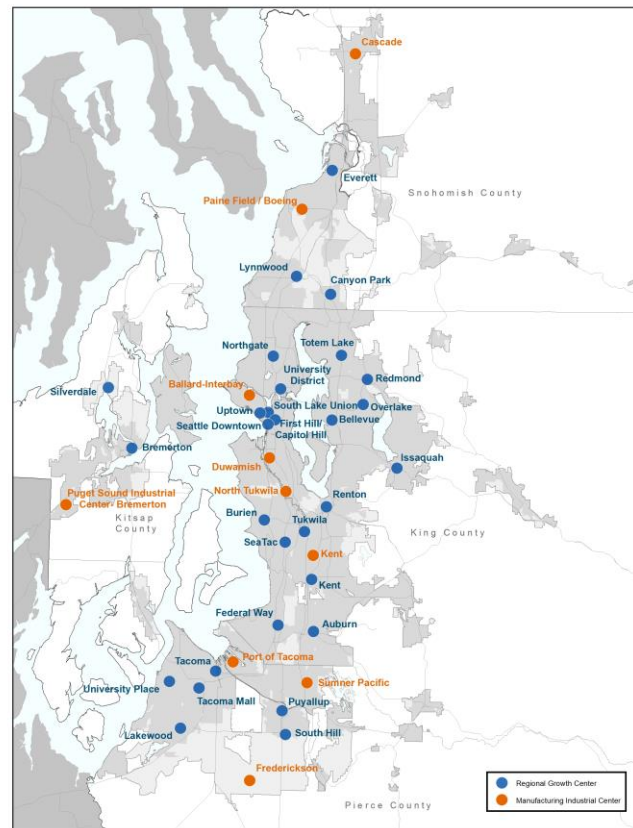 Cascade
Everett
Snohomish County
Paine Field / Boeing
Lynnwood
Canyon Park
Northgate
Totem Lake
University
District
Redmond
Silverdale
Ballard-Interbay
Uptown
South Lake Union
Overlake
Seattle Downtown
First Hill/
Capitol Hill
Bellevue
Bremerton
Duwamish
Issaquah
Puget Sound Industrial
Center- Bremerton
Kitsap
County
North Tukwila
Renton
Burien
Tukwila
King County
SeaTac
Kent
Kent
Federal Way
Auburn
Tacoma
Port of Tacoma
University Place
Tacoma Mall
Sumner Pacific
Puyallup
Lakewood
South Hill
Frederickson
Pierce County
Regional Growth Center
Manufacturing Industrial Center